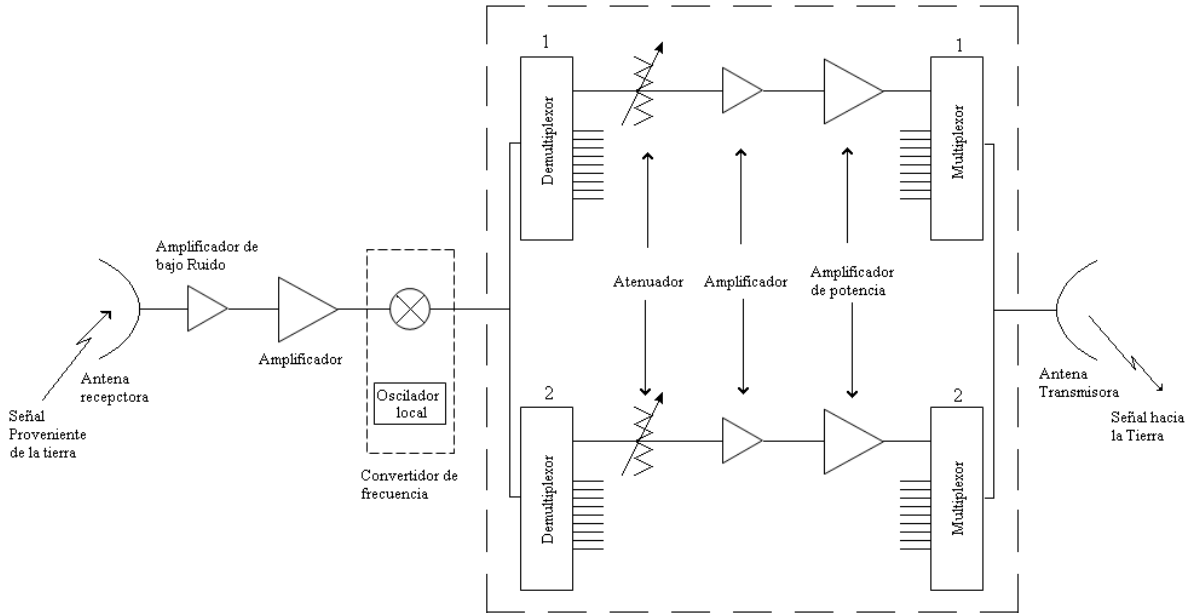 1
1
Demultiplexor
Multiplexor
Amplificador de
bajo Ruido
Atenuador
Amplificador
Amplificador
de potencia
Amplificador
Antena
recepctora
Señal
Proveniente
de la tierra
Oscilador
local
Convertidor de
frecuencia
Antena
Transmisora
Señal hacia
la Tierra
2
2
Demultiplexor
Multiplexor